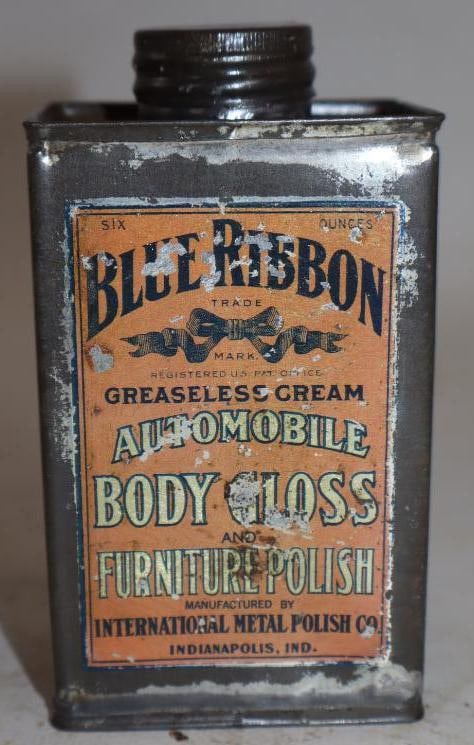 SIX OUNCES
BLUE RIBBON
TRADE
MARK.
REGISTERED U.S. PAT. OFFICE
GREASELESS CREAM
AUTOMOBILE
BODY GLOSS
AND
FURNITURE POLISH
MANUFACTURED BY
INTERNATIONAL METAL POLISH CO.
INDIANAPOLIS, IND.